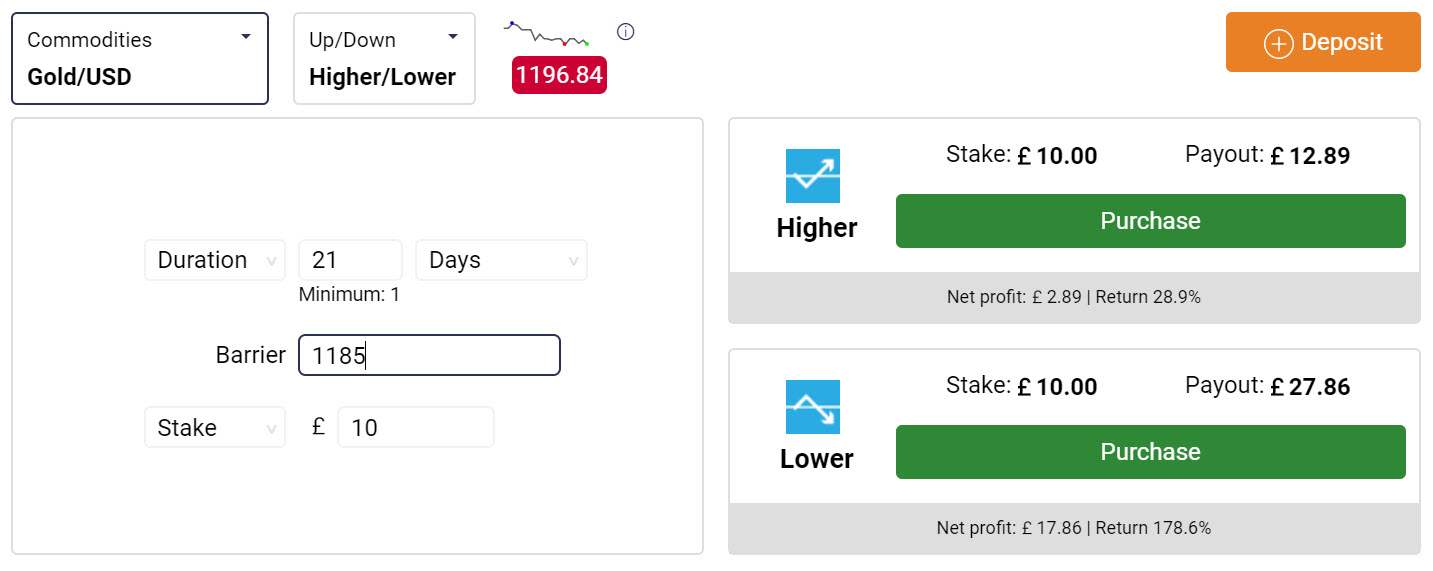 Commodities
Gold/USD
Up/Down
Higher/Lower
1196.84
Deposit
Duration 21 Days
Minimum: 1
Barrier 1185
Stake £ 10
Stake: £ 10.00 Payout: £ 12.89
Higher
Purchase
Net profit: £ 2.89 | Return 28.9%
Stake: £ 10.00 Payout: £ 27.86
Lower
Purchase
Net profit: £ 17.86 | Return 178.6%